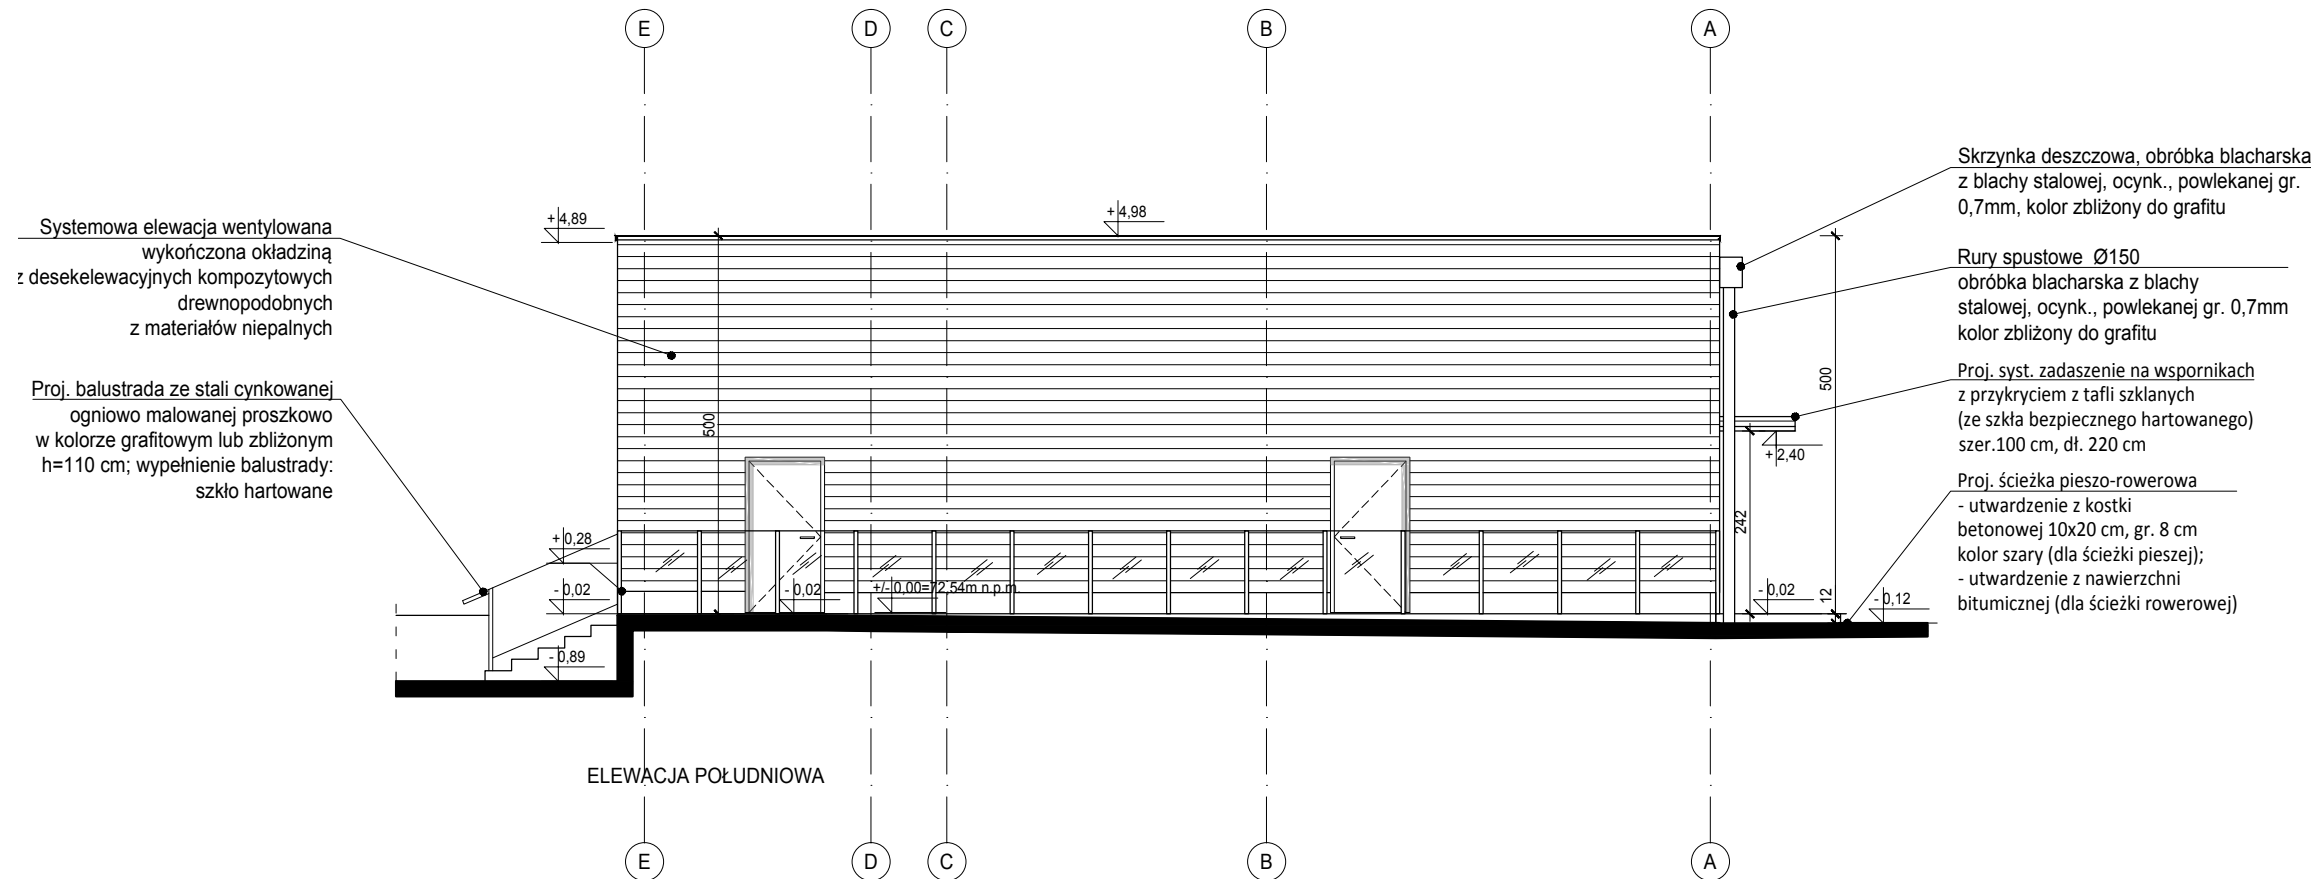 E
D
C
B
A
Systemowa elewacja wentylowana
wykończona okładziną
z desekelewacyjnych kompozytowych
drewnopodobnych
z materiałów niepalnych
Proj. balustrada ze stali cynkowanej
ogniowo malowanej proszkowo
w kolorze grafitowym lub zbliżonym
h=110 cm; wypełnienie balustrady:
szkło hartowane
+ 4,89
+ 4,98
500
+ 0,28
- 0,02
- 0,89
- 0,02
+/- 0,00=72,54m n.p.m.
500
242
+ 2,40
- 0,02
12
- 0,12
Skrzynka deszczowa, obróbka blacharska
z blachy stalowej, ocynk., powlekanej gr.
0,7mm, kolor zbliżony do grafitu
Rury spustowe Ø150
obróbka blacharska z blachy
stalowej, ocynk., powlekanej gr. 0,7mm
kolor zbliżony do grafitu
Proj. syst. zadaszenie na wspornikach
z przykryciem z tafli szklanych
(ze szkła bezpiecznego hartowanego)
szer.100 cm, dł. 220 cm
Proj. ścieżka pieszo-rowerowa
- utwardzenie z kostki
betonowej 10x20 cm, gr. 8 cm
kolor szary (dla ścieżki pieszej);
- utwardzenie z nawierzchni
bitumicznej (dla ścieżki rowerowej)
ELEWACJA POŁUDNIOWA
E
D
C
B
A